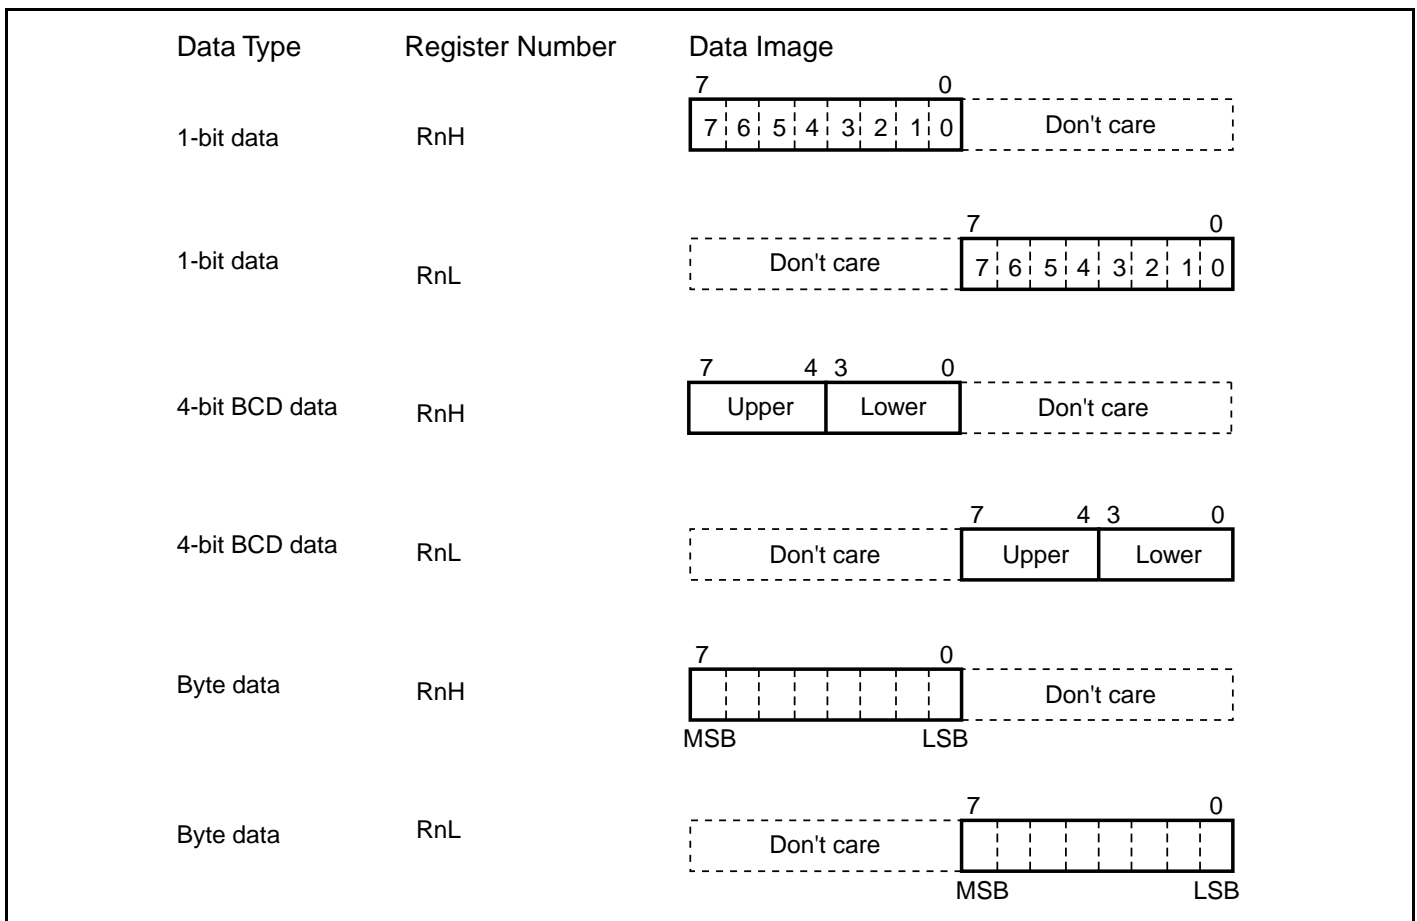 Data Type Register Number Data Image
7 0
1-bit data RnH 7 6 5 4 3 2 1 0 Don't care
7 0
1-bit data RnL Don't care 7 6 5 4 3 2 1 0
7 4 3 0
4-bit BCD data RnH Upper Lower Don't care
7 4 3 0
4-bit BCD data RnL Don't care Upper Lower
7 0
Byte data RnH Don't care
MSB LSB
7 0
Byte data RnL Don't care
MSB LSB